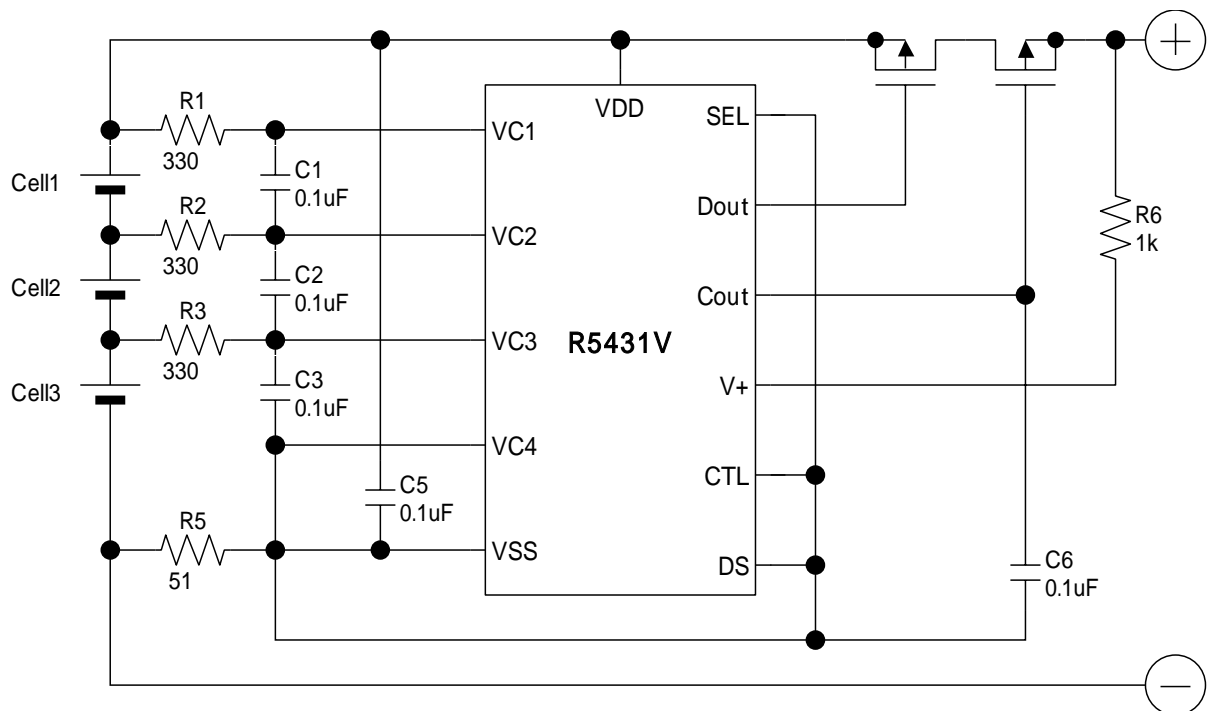 VDD
R1
330
VC1
SEL
Cell1
C1
0.1uF
R2
330
VC2
Dout
R6
1k
Cell2
C2
0.1uF
Cout
R3
330
VC3
R5431V
Cell3
C3
0.1uF
V+
VC4
CTL
C5
0.1uF
R5
51
VSS
DS
C6
0.1uF